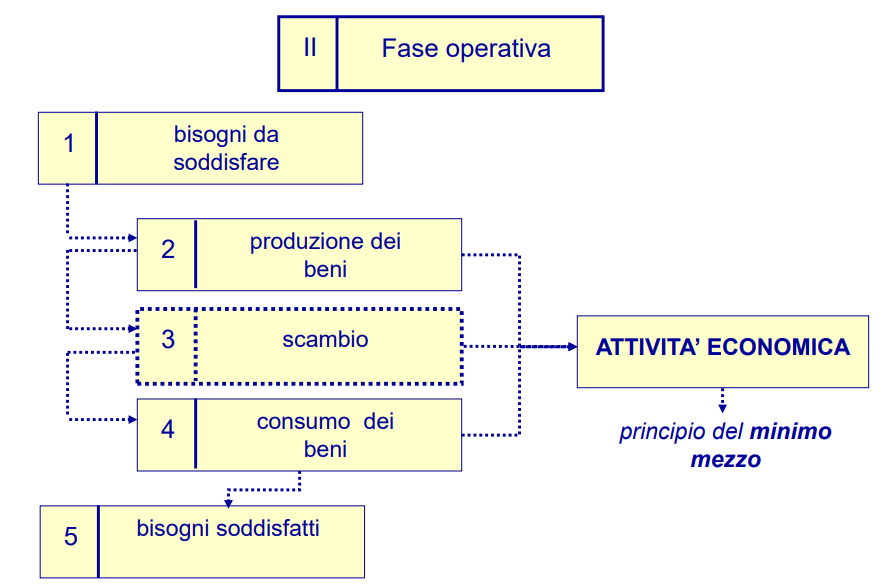 II
Fase operativa
1
bisogni da
soddisfare
2
produzione dei
beni
3
scambio
4
consumo dei
beni
5
bisogni soddisfatti
ATTIVITA’ ECONOMICA
principio del minimo
mezzo